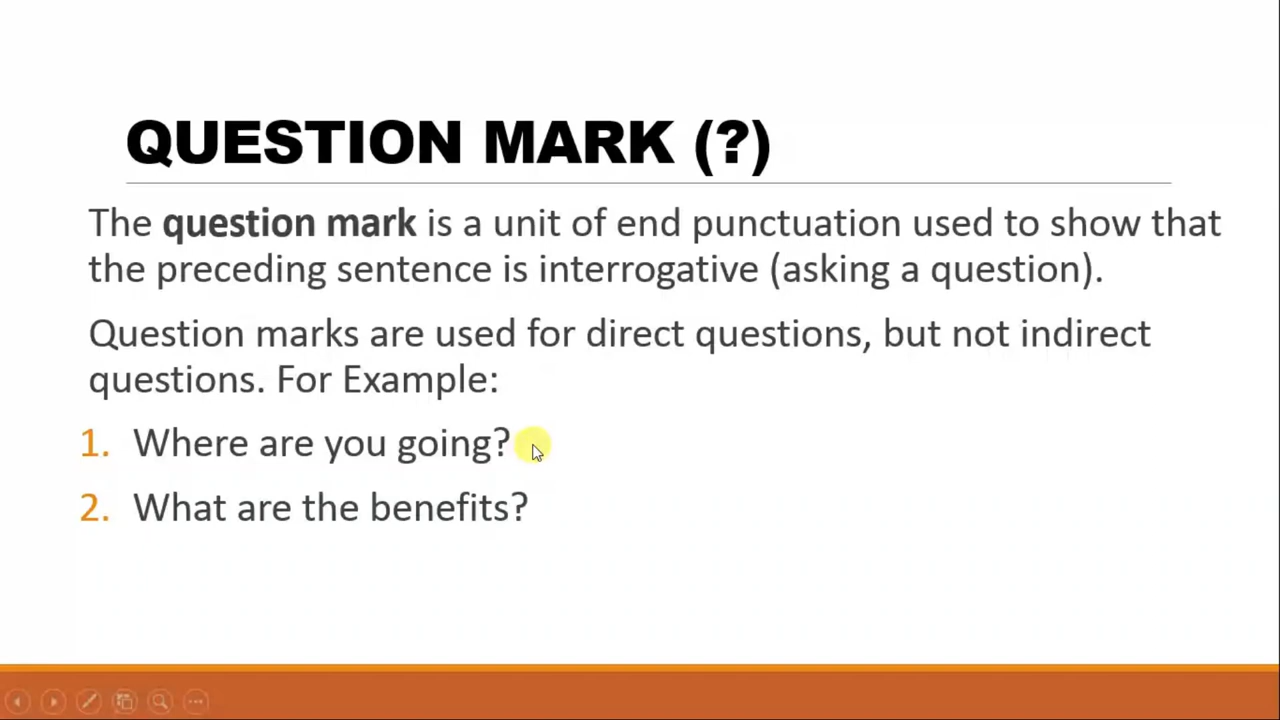 QUESTION MARK (?)
The question mark is a unit of end punctuation used to show that
the preceding sentence is interrogative (asking a question).
Question marks are used for direct questions, but not indirect
questions. For Example:
1. Where are you going?
2. What are the benefits?